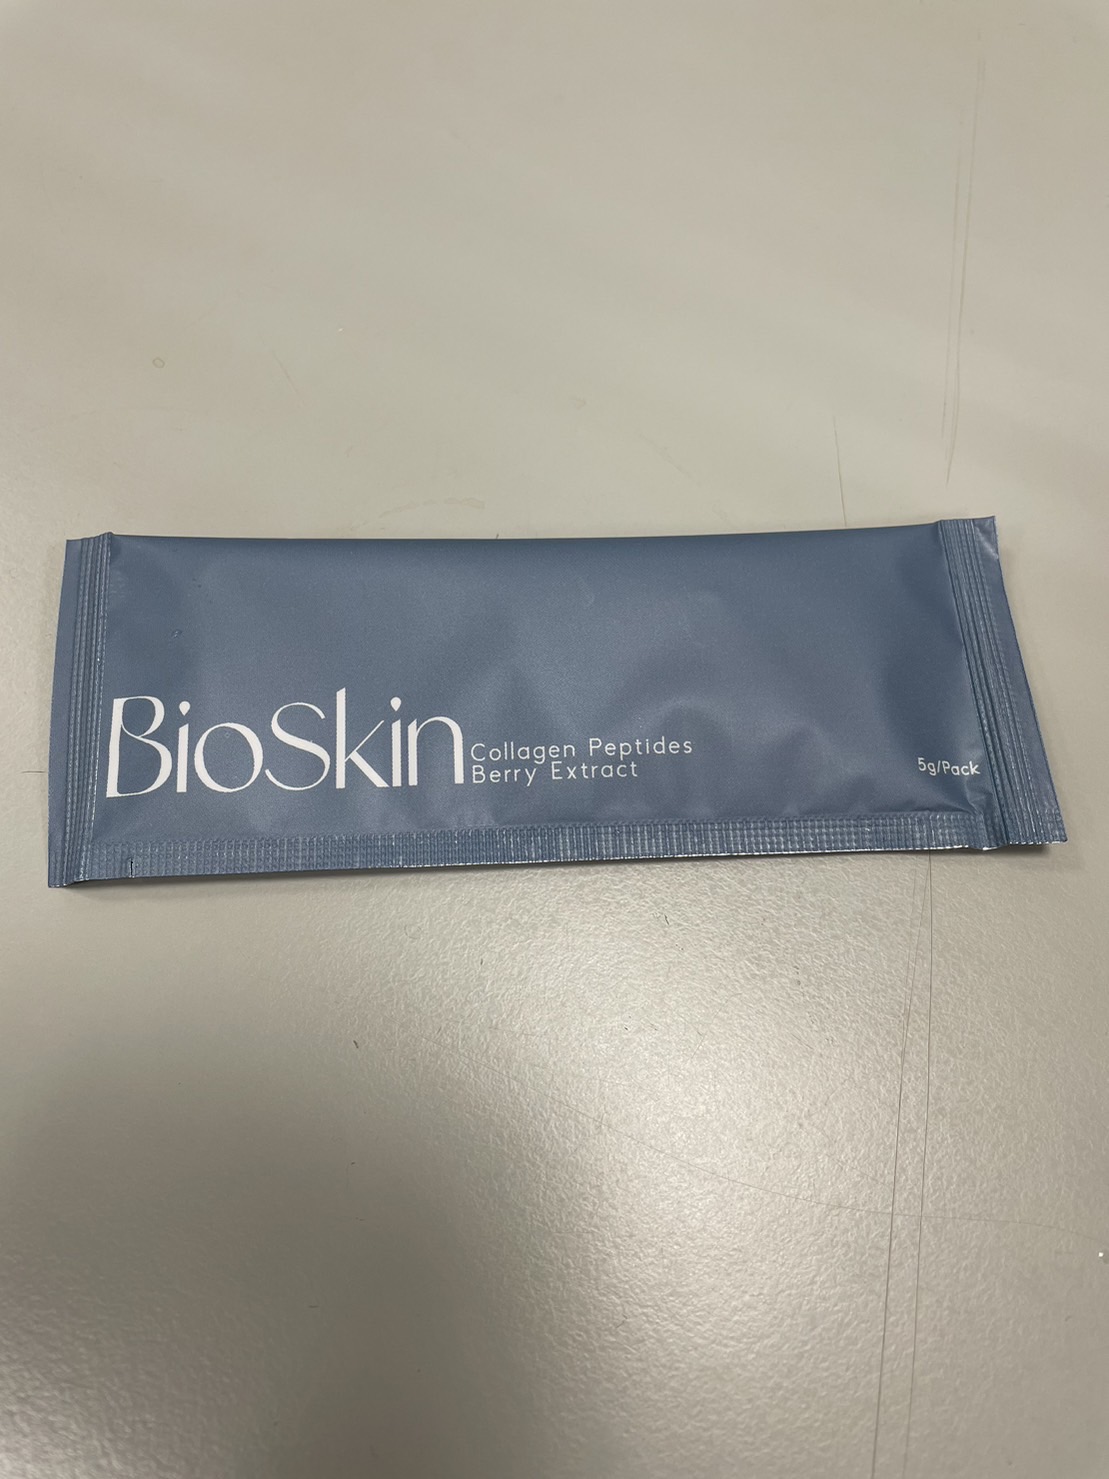 BioSkin
Collagen Peptides
Berry Extract
5g/Pack